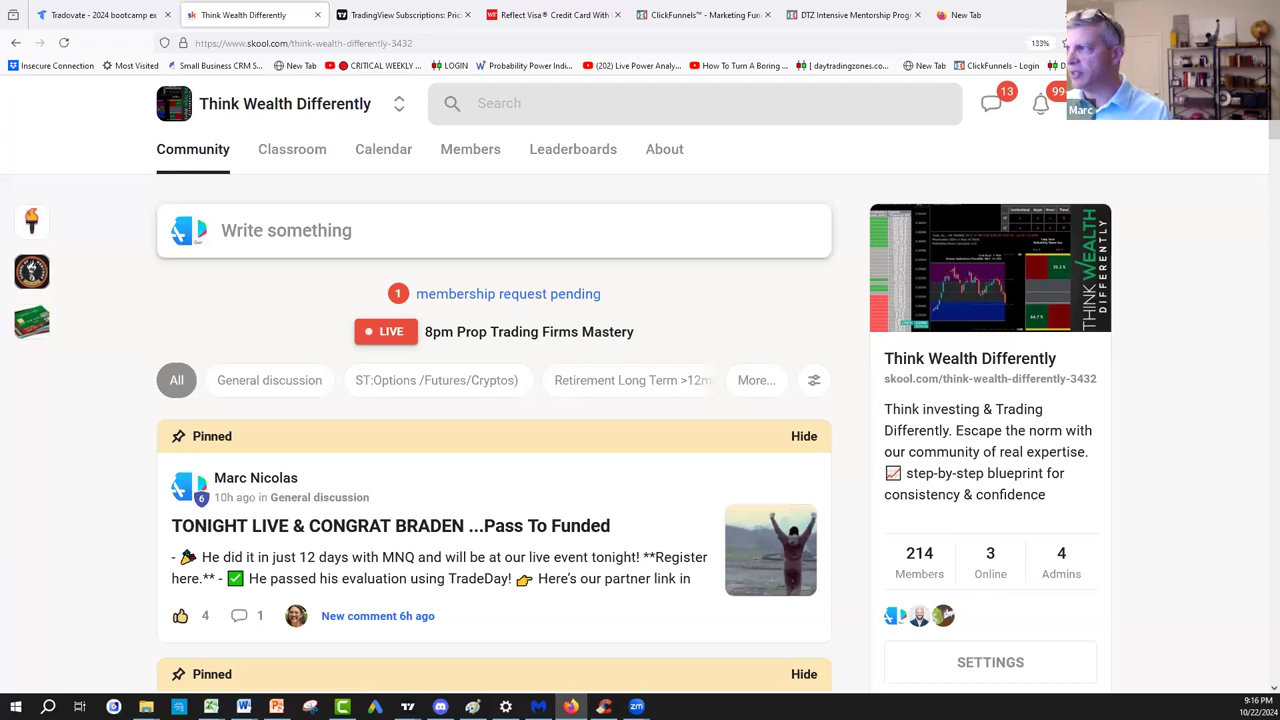 Tradovate - 2024 bootcamp ex
Think Wealth Differently
TradingView Subscriptions: Pric
Reflect Visa® Credit Card With
ClickFunnels™ - Marketing Fun
DTZ Intensive Mentorship Prog
New Tab
https://www.skool.com/think-wealth-differently-3432
133%
Insecure Connection
Most Visited
Small Business CRM S...
New Tab
CRITICAL WEEKLY ...
LOGIN
Probability Power Ind...
(202) Live Power Analy...
How To Turn A Boring ...
[daytradingzones.co...
New Tab
ClickFunnels - Login
Marc
Think Wealth Differently
Search
13
99
Community
Classroom
Calendar
Members
Leaderboards
About
Write something
1 membership request pending
LIVE 8pm Prop Trading Firms Mastery
All
General discussion
ST:Options /Futures/Cryptos)
Retirement Long Term >12m
More...
Pinned
Hide
Marc Nicolas
6
10h ago in General discussion
TONIGHT LIVE & CONGRAT BRADEN ...Pass To Funded
- 🎉 He did it in just 12 days with MNQ and will be at our live event tonight! **Register
here.** - ✅ He passed his evaluation using TradeDay! 👉 Here's our partner link in
4
1
New comment 6h ago
Pinned
Hide
THINK WEALTH
DIFFERENTLY
Think Wealth Differently
skool.com/think-wealth-differently-3432
Think investing & Trading
Differently. Escape the norm with
our community of real expertise.
📈 step-by-step blueprint for
consistency & confidence
214
Members
3
Online
4
Admins
SETTINGS
9:16 PM
10/22/2024